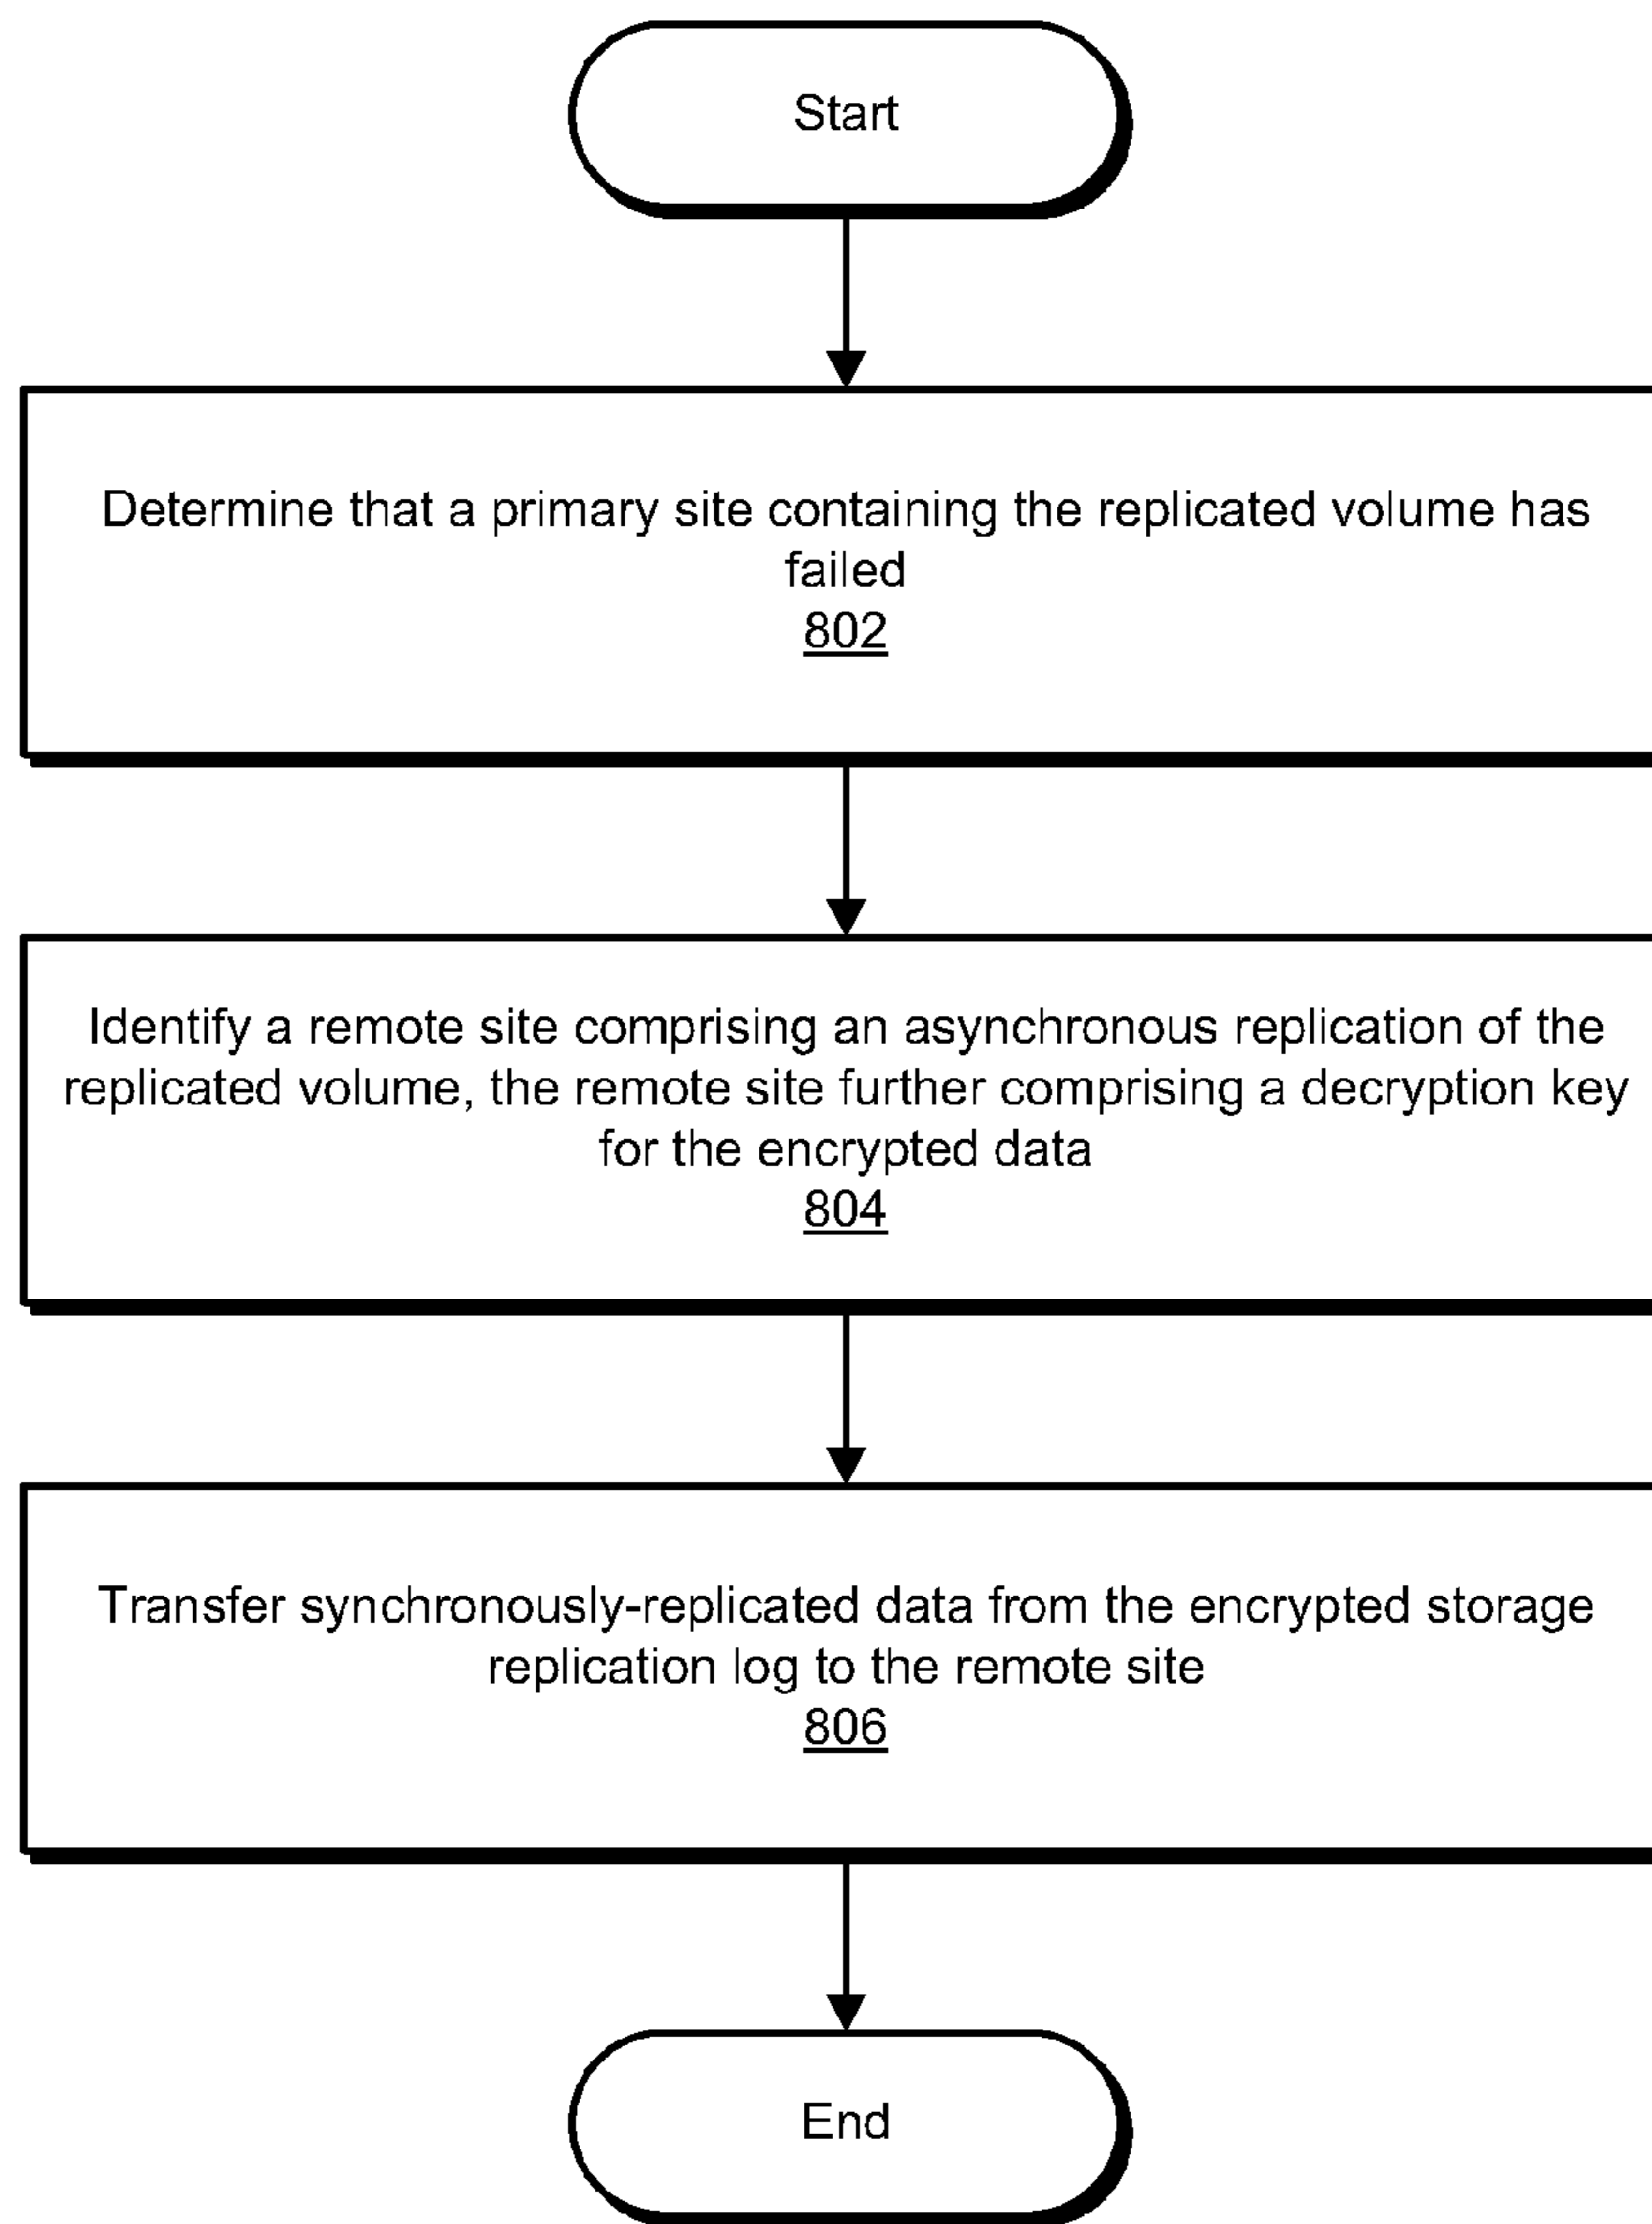 Start
Determine that a primary site containing the replicated volume has
failed
802
Identify a remote site comprising an asynchronous replication of the
replicated volume, the remote site further comprising a decryption key
for the encrypted data
804
Transfer synchronously-replicated data from the encrypted storage
replication log to the remote site
806
End